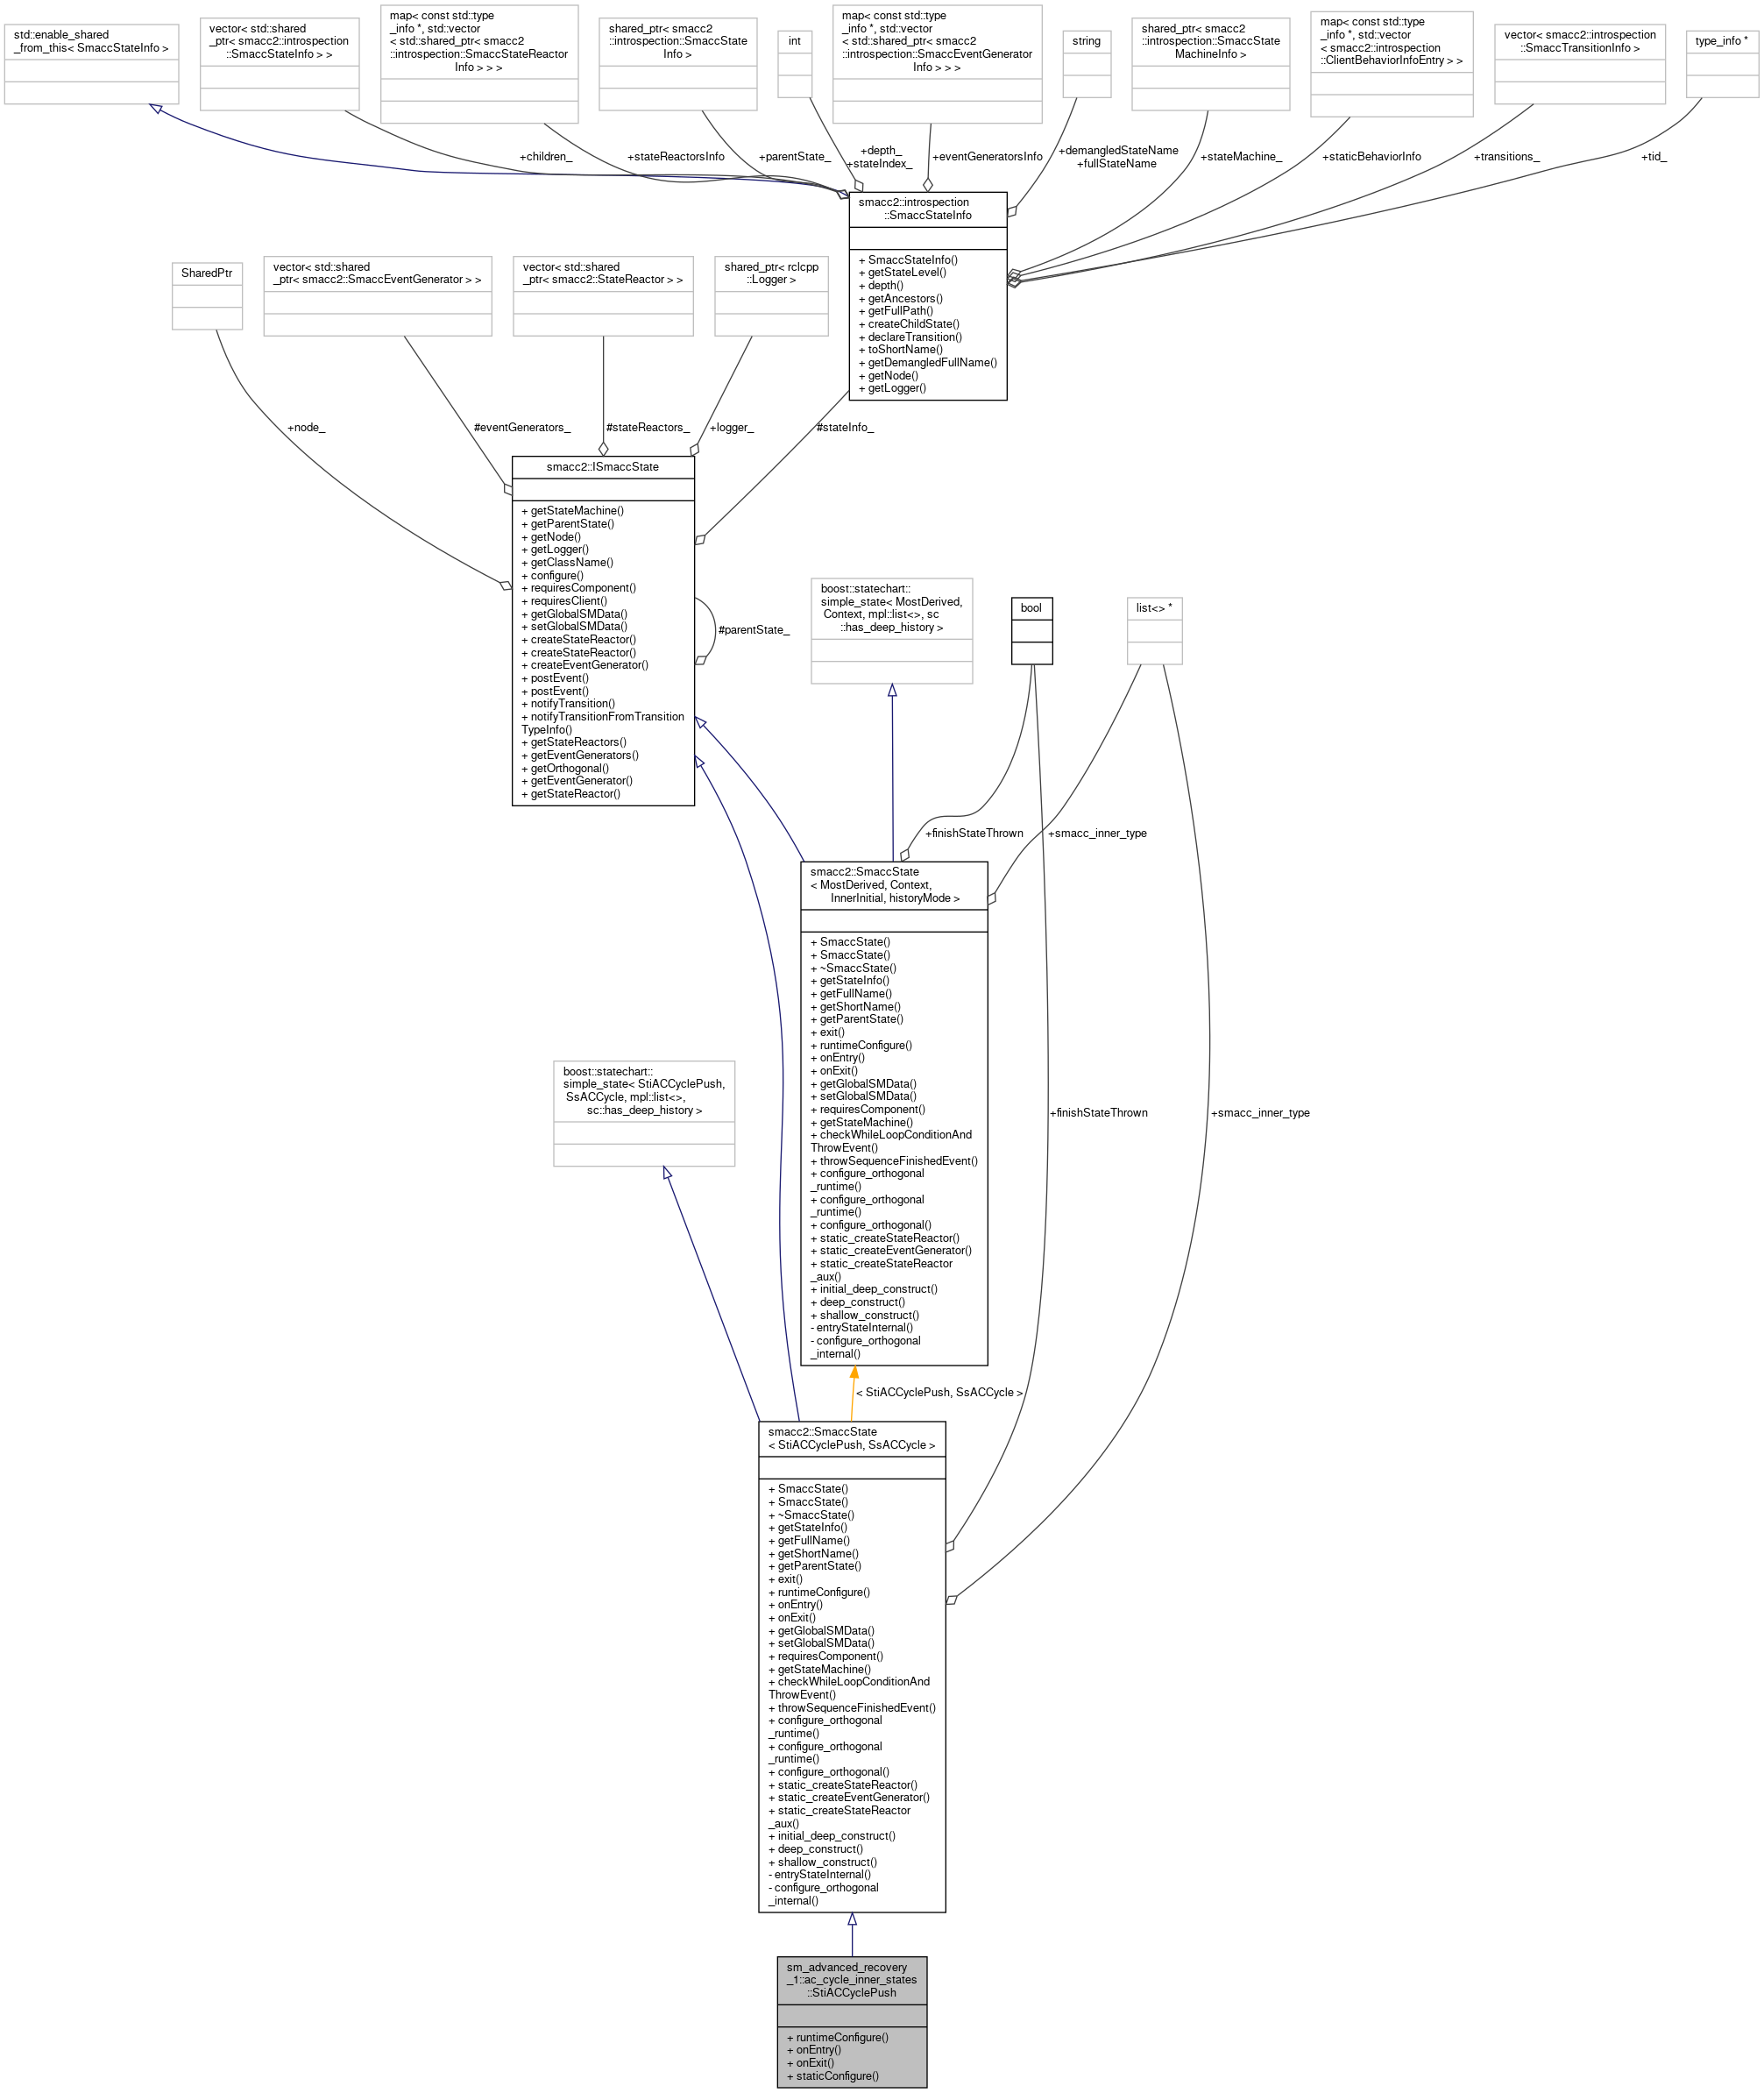 std::enable_shared
_from_this< SmaccStateInfo >
vector< std::shared
_ptr< smacc2::introspection
::SmaccStateInfo > >
map< const std::type
_info *, std::vector
< std::shared_ptr< smacc2
::introspection::SmaccStateReactor
Info > > >
shared_ptr< smacc2
::introspection::SmaccState
Info >
int
map< const std::type
_info *, std::vector
< std::shared_ptr< smacc2
::introspection::SmaccEventGenerator
Info > > >
string
shared_ptr< smacc2
::introspection::SmaccState
MachineInfo >
map< const std::type
_info *, std::vector
< smacc2::introspection
::ClientBehaviorInfoEntry > >
vector< smacc2::introspection
::SmaccTransitionInfo >
type_info *
+children_
+stateReactorsInfo
+parentState_
+depth_
+stateIndex_
+eventGeneratorsInfo
+demangledStateName
+fullStateName
+stateMachine_
+staticBehaviorInfo
+transitions_
+tid_
smacc2::introspection
::SmaccStateInfo
+ SmaccStateInfo()
+ getStateLevel()
+ depth()
+ getAncestors()
+ getFullPath()
+ createChildState()
+ declareTransition()
+ toShortName()
+ getDemangledFullName()
+ getNode()
+ getLogger()
SharedPtr
vector< std::shared
_ptr< smacc2::SmaccEventGenerator > >
vector< std::shared
_ptr< smacc2::StateReactor > >
shared_ptr< rclcpp
::Logger >
+node_
#eventGenerators_
#stateReactors_
+logger_
#stateInfo_
smacc2::ISmaccState
+ getStateMachine()
+ getParentState()
+ getNode()
+ getLogger()
+ getClassName()
+ configure()
+ requiresComponent()
+ requiresClient()
+ getGlobalSMData()
+ setGlobalSMData()
+ createStateReactor()
+ createStateReactor()
+ createEventGenerator()
+ postEvent()
+ postEvent()
+ notifyTransition()
+ notifyTransitionFromTransition
TypeInfo()
+ getStateReactors()
+ getEventGenerators()
+ getOrthogonal()
+ getEventGenerator()
+ getStateReactor()
#parentState_
boost::statechart::
simple_state< MostDerived,
Context, mpl::list<>, sc
::has_deep_history >
bool
list<> *
+finishStateThrown
+smacc_inner_type
smacc2::SmaccState
< MostDerived, Context,
InnerInitial, historyMode >
+ SmaccState()
+ SmaccState()
+ ~SmaccState()
+ getStateInfo()
+ getFullName()
+ getShortName()
+ getParentState()
+ exit()
+ runtimeConfigure()
+ onEntry()
+ onExit()
+ getGlobalSMData()
+ setGlobalSMData()
+ requiresComponent()
+ getStateMachine()
+ checkWhileLoopConditionAnd
ThrowEvent()
+ throwSequenceFinishedEvent()
+ configure_orthogonal
_runtime()
+ configure_orthogonal
_runtime()
+ configure_orthogonal()
+ static_createStateReactor()
+ static_createEventGenerator()
+ static_createStateReactor
_aux()
+ initial_deep_construct()
+ deep_construct()
+ shallow_construct()
- entryStateInternal()
- configure_orthogonal
_internal()
boost::statechart::
simple_state< StiACCyclePush,
SsACCycle, mpl::list<>,
sc::has_deep_history >
+finishStateThrown
+smacc_inner_type
< StiACCyclePush, SsACCycle >
smacc2::SmaccState
< StiACCyclePush, SsACCycle >
+ SmaccState()
+ SmaccState()
+ ~SmaccState()
+ getStateInfo()
+ getFullName()
+ getShortName()
+ getParentState()
+ exit()
+ runtimeConfigure()
+ onEntry()
+ onExit()
+ getGlobalSMData()
+ setGlobalSMData()
+ requiresComponent()
+ getStateMachine()
+ checkWhileLoopConditionAnd
ThrowEvent()
+ throwSequenceFinishedEvent()
+ configure_orthogonal
_runtime()
+ configure_orthogonal
_runtime()
+ configure_orthogonal()
+ static_createStateReactor()
+ static_createEventGenerator()
+ static_createStateReactor
_aux()
+ initial_deep_construct()
+ deep_construct()
+ shallow_construct()
- entryStateInternal()
- configure_orthogonal
_internal()
sm_advanced_recovery
_1::ac_cycle_inner_states
::StiACCyclePush
+ runtimeConfigure()
+ onEntry()
+ onExit()
+ staticConfigure()